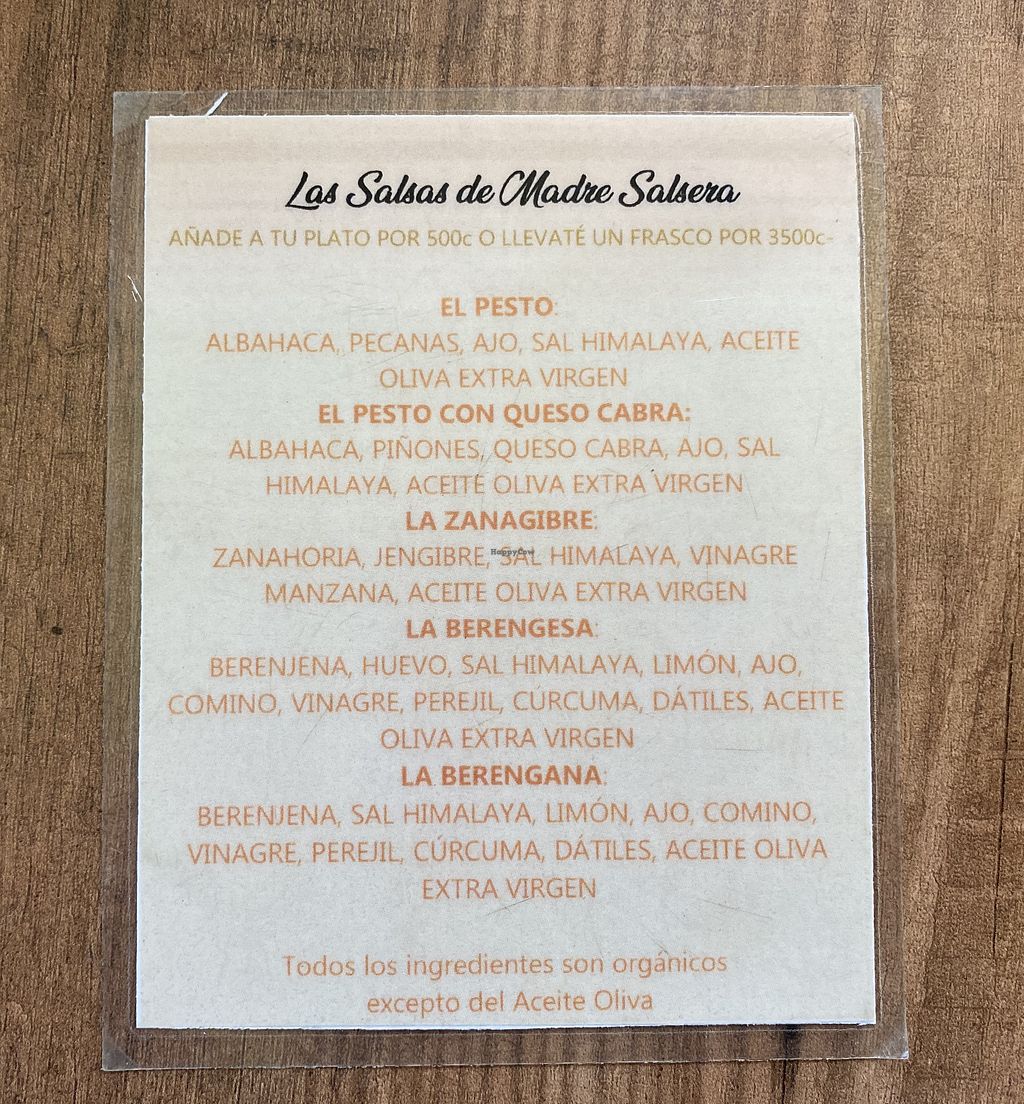 Las Salsas de Madre Salsera
AÑADE A TU PLATO POR 500c O LLEVATÉ UN FRASCO POR 3500c-
EL PESTO:
ALBAHACA, PECANAS, AJO, SAL HIMALAYA, ACEITE
OLIVA EXTRA VIRGEN
EL PESTO CON QUESO CABRA:
ALBAHACA, PIÑONES, QUESO CABRA, AJO, SAL
HIMALAYA, ACEITE OLIVA EXTRA VIRGEN
LA ZANAGIBRE:
ZANAHORIA, JENGIBRE, SAL HIMALAYA, VINAGRE
HappyCow
MANZANA, ACEITE OLIVA EXTRA VIRGEN
LA BERENGESA:
BERENJENA, HUEVO, SAL HIMALAYA, LIMÓN, AJO,
COMINO, VINAGRE, PEREJIL, CÚRCUMA, DÁTILES, ACEITE
OLIVA EXTRA VIRGEN
LA BERENGANA:
BERENJENA, SAL HIMALAYA, LIMÓN, AJO, COMINO,
VINAGRE, PEREJIL, CÚRCUMA, DÁTILES, ACEITE OLIVA
EXTRA VIRGEN
Todos los ingredientes son orgánicos
excepto del Aceite Oliva